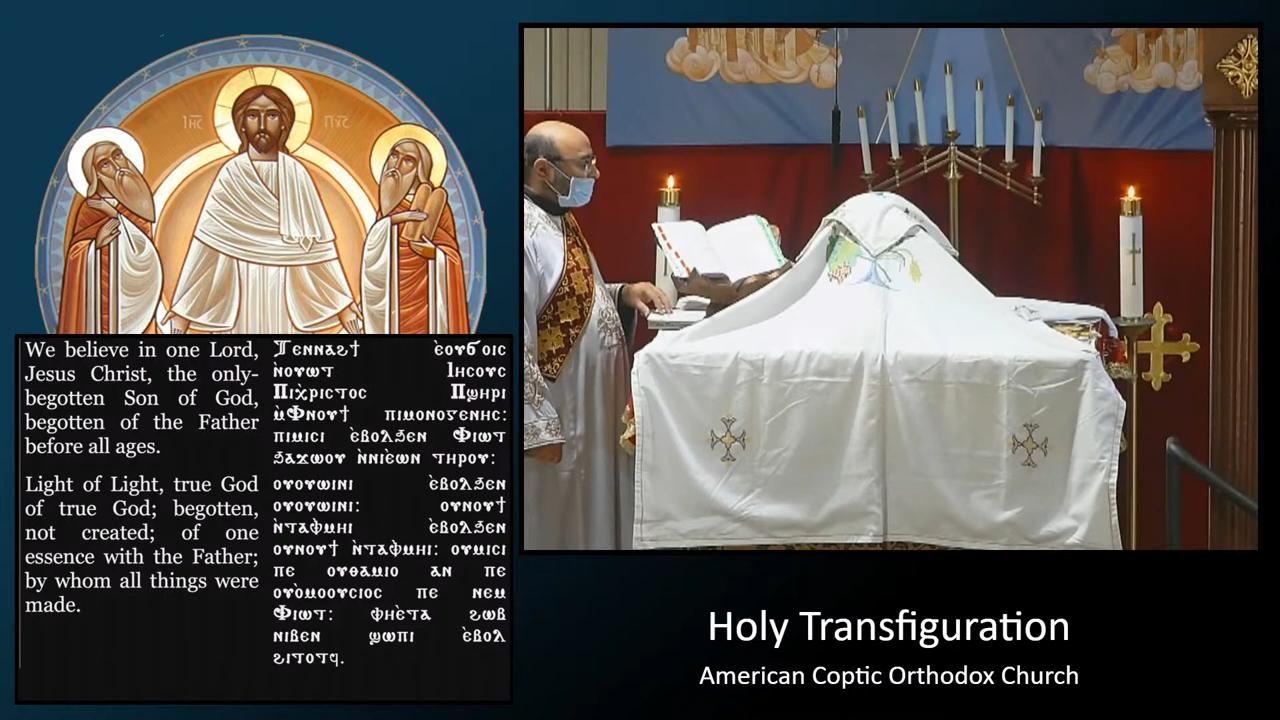 ⲒⲎⲤ ⲠⲬⲤ
We believe in one Lord,
Jesus Christ, the only-
begotten Son of God,
begotten of the Father
before all ages.
Light of Light, true God
of true God; begotten,
not created; of one
essence with the Father;
by whom all things were
made.
Ⲧⲉⲛⲛⲁϩϯ ⲉ̀ⲟⲩϭⲟⲓⲥ
ⲛ̀ⲟⲩⲱⲧ Ⲓⲏⲥⲟⲩⲥ
Ⲡⲓⲭ̀ⲣⲓⲥⲧⲟⲥ Ⲡϣⲏⲣⲓ
ⲙ̀Ⲫⲛⲟⲩϯ ⲡⲓⲙⲟⲛⲟⲅⲉⲛⲏⲥ:
ⲡⲓⲙⲓⲥⲓ ⲉ̀ⲃⲟⲗϧⲉⲛ Ⲫⲓⲱⲧ
ϧⲁϫⲱⲟⲩ ⲛ̀ⲛⲓⲉ̀ⲱⲛ ⲧⲏⲣⲟⲩ:
ⲟⲩⲟⲩⲱⲓⲛⲓ ⲉ̀ⲃⲟⲗϧⲉⲛ
ⲟⲩⲟⲩⲱⲓⲛⲓ: ⲟⲩⲛⲟⲩϯ
ⲛ̀ⲧⲁⲫⲙⲏⲓ ⲉ̀ⲃⲟⲗϧⲉⲛ
ⲟⲩⲛⲟⲩϯ ⲛ̀ⲧⲁⲫⲙⲏⲓ: ⲟⲩⲙⲓⲥⲓ
ⲡⲉ ⲟⲩⲑⲁⲙⲓⲟ ⲁⲛ ⲡⲉ
ⲟⲩⲟ̀ⲙⲟⲟⲩⲥⲓⲟⲥ ⲡⲉ ⲛⲉⲙ
Ⲫⲓⲱⲧ: ⲫⲏⲉ̀ⲧⲁ ϩⲱⲃ
ⲛⲓⲃⲉⲛ ϣⲱⲡⲓ ⲉ̀ⲃⲟⲗ
ϩⲓⲧⲟⲧϥ.
Holy Transfiguration
American Coptic Orthodox Church